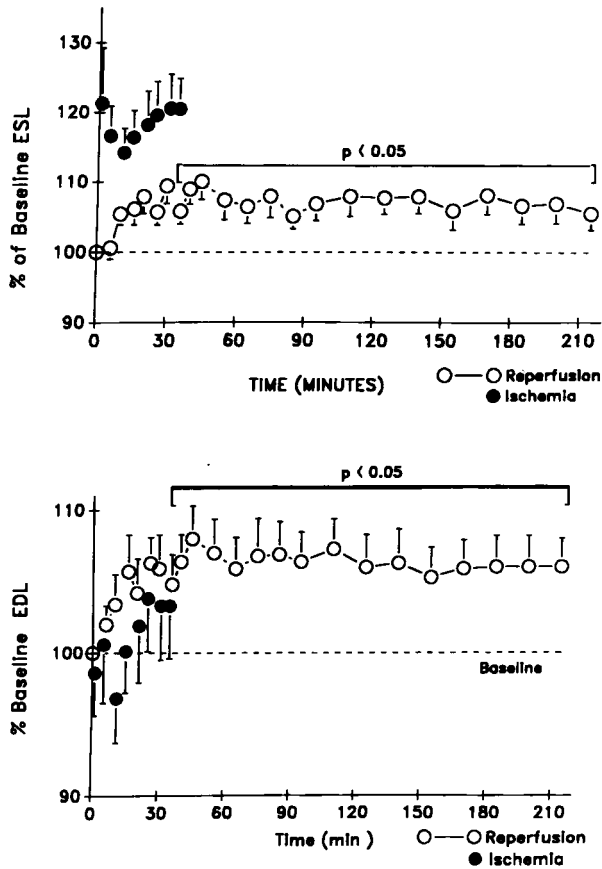 % of Baseline ESL
130
120
110
100
90
p < 0.05
0 30 60 90 120 150 180 210
TIME (MINUTES)
Reperfusion
Ischemia
% Baseline EDL
110
100
90
p < 0.05
Baseline
0 30 60 90 120 150 180 210
Time (min )
Reperfusion
Ischemia